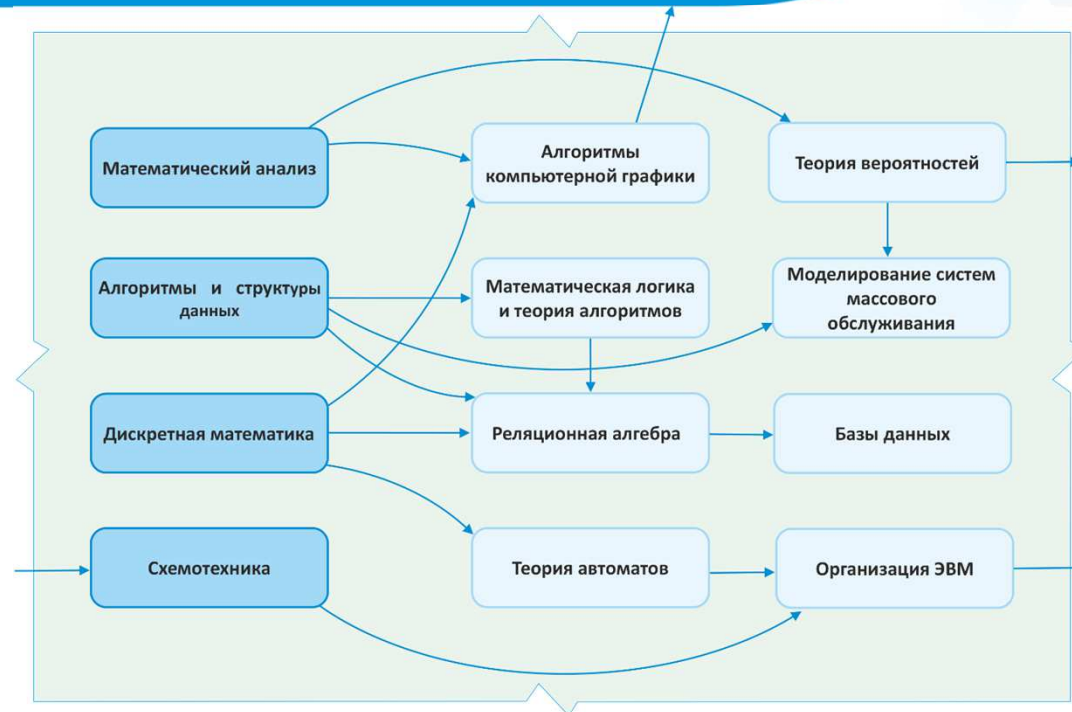 Математический анализ
Алгоритмы
компьютерной графики
Теория вероятностей
Алгоритмы и структуры
данных
Математическая логика
и теория алгоритмов
Моделирование систем
массового
обслуживания
Дискретная математика
Реляционная алгебра
Базы данных
Схемотехника
Теория автоматов
Организация ЭВМ